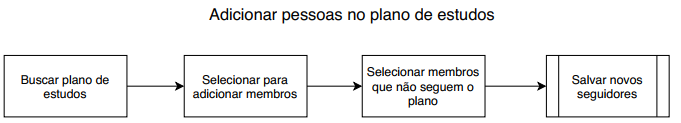 Adicionar pessoas no plano de estudos
Buscar plano de
estudos
Selecionar para
adicionar membros
Selecionar membros
que não seguem o
plano
Salvar novos
seguidores